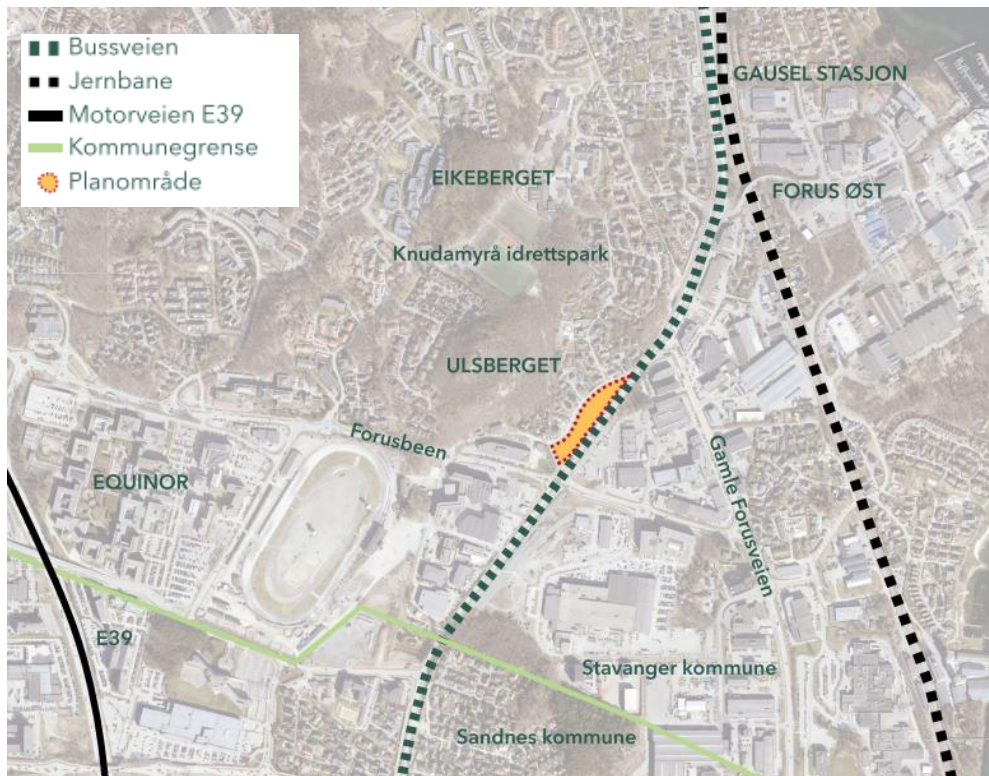 Bussveien
Jernbane
Motorveien E39
Kommunegrense
Planområde
GAUSEL STASJON
EIKEBERGET
FORUS ØST
Knudamyrå idrettspark
ULSBERGET
Forusbeen
Gamle Forusveien
EQUINOR
E39
Stavanger kommune
Sandnes kommune